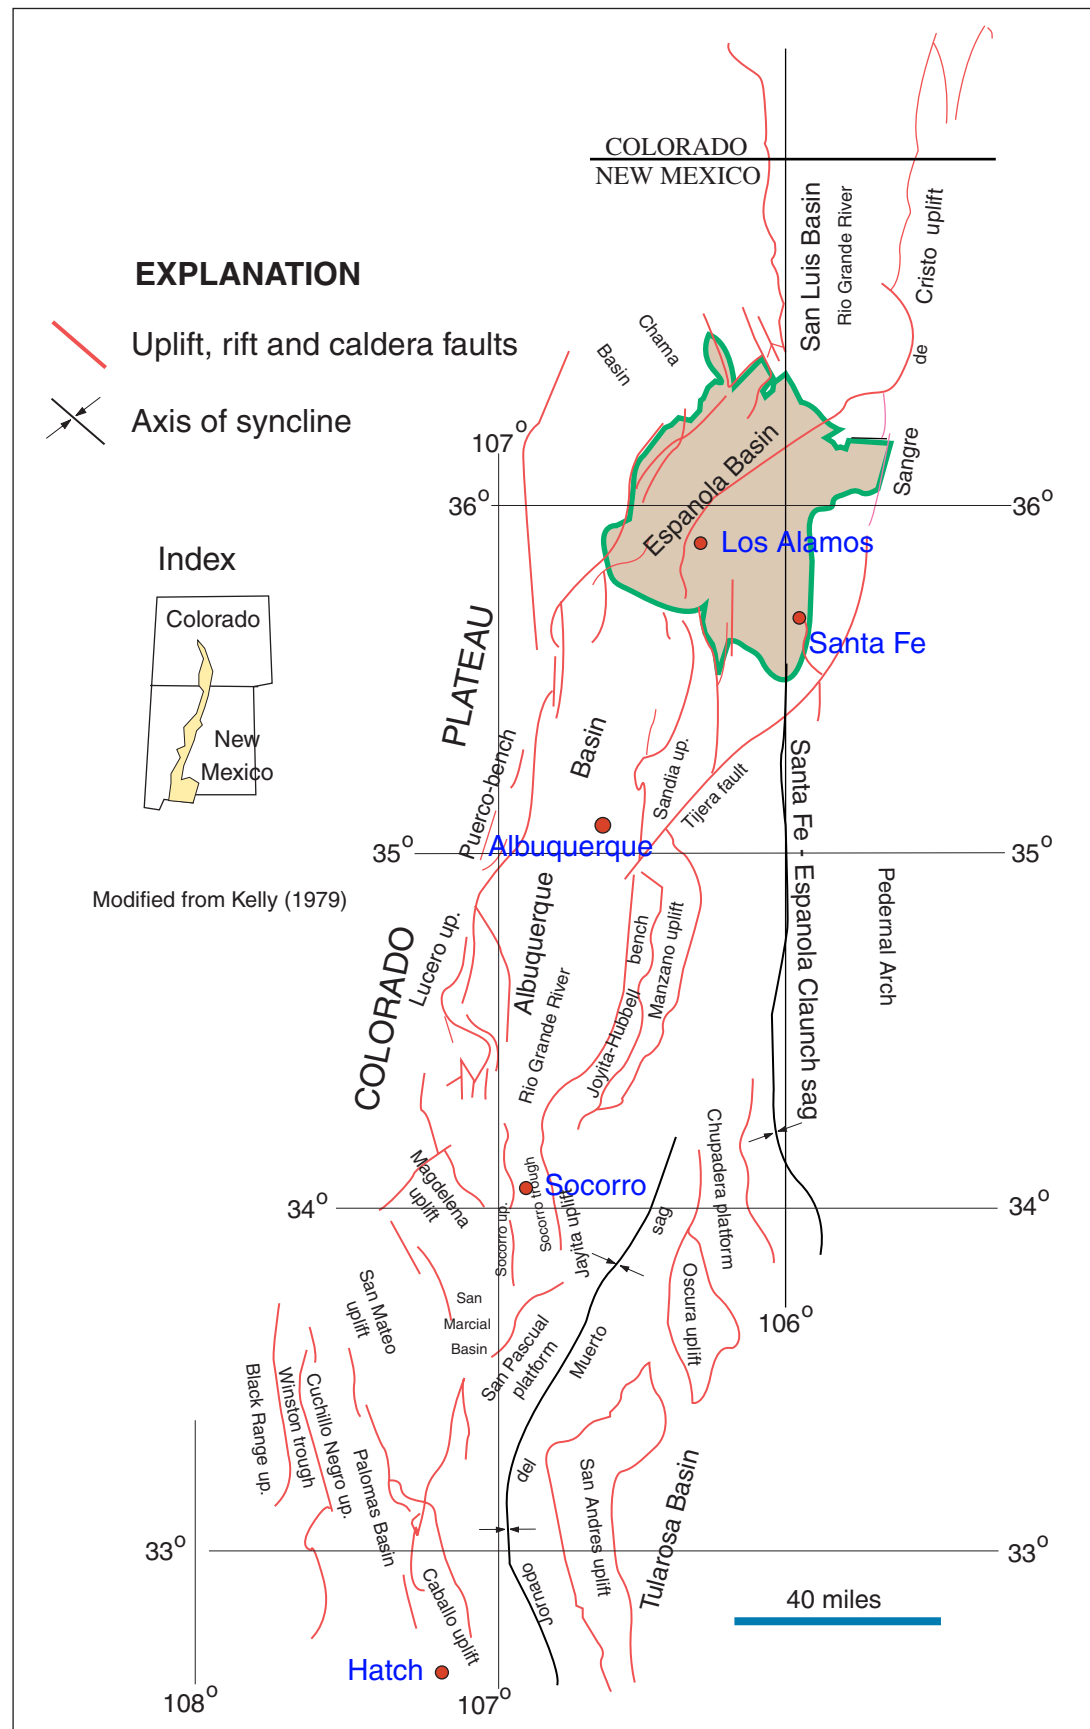 COLORADO
NEW MEXICO
EXPLANATION
Uplift, rift and caldera faults
Axis of syncline
San Luis Basin
Rio Grande River
Cristo uplift
de
Sangre
Chama
Basin
107°
36°
36°
Espanola Basin
Los Alamos
Santa Fe
Index
Colorado
New
Mexico
Modified from Kelly (1979)
PLATEAU
COLORADO
Puerco-bench
Basin
Albuquerque
Sandia up.
Tijera fault
Albuquerque
35°
35°
Santa Fe - Espanola Claunch sag
Pedernal Arch
Lucero up.
Rio Grande River
Joyita-Hubbell
bench
Manzano uplift
Magdelena
uplift
Socorro
Socorro up.
Socorro trough
Jayita uplift
34°
34°
Chupadera platform
Oscura uplift
106°
San Mateo
uplift
San
Marcial
Basin
San Pascual
platform
sag
Muerto
del
Jornado
Black Range up.
Winston trough
Cuchillo Negro up.
Palomas Basin
Caballo uplift
San Andres uplift
Tularosa Basin
33°
33°
40 miles
Hatch
108°
107°